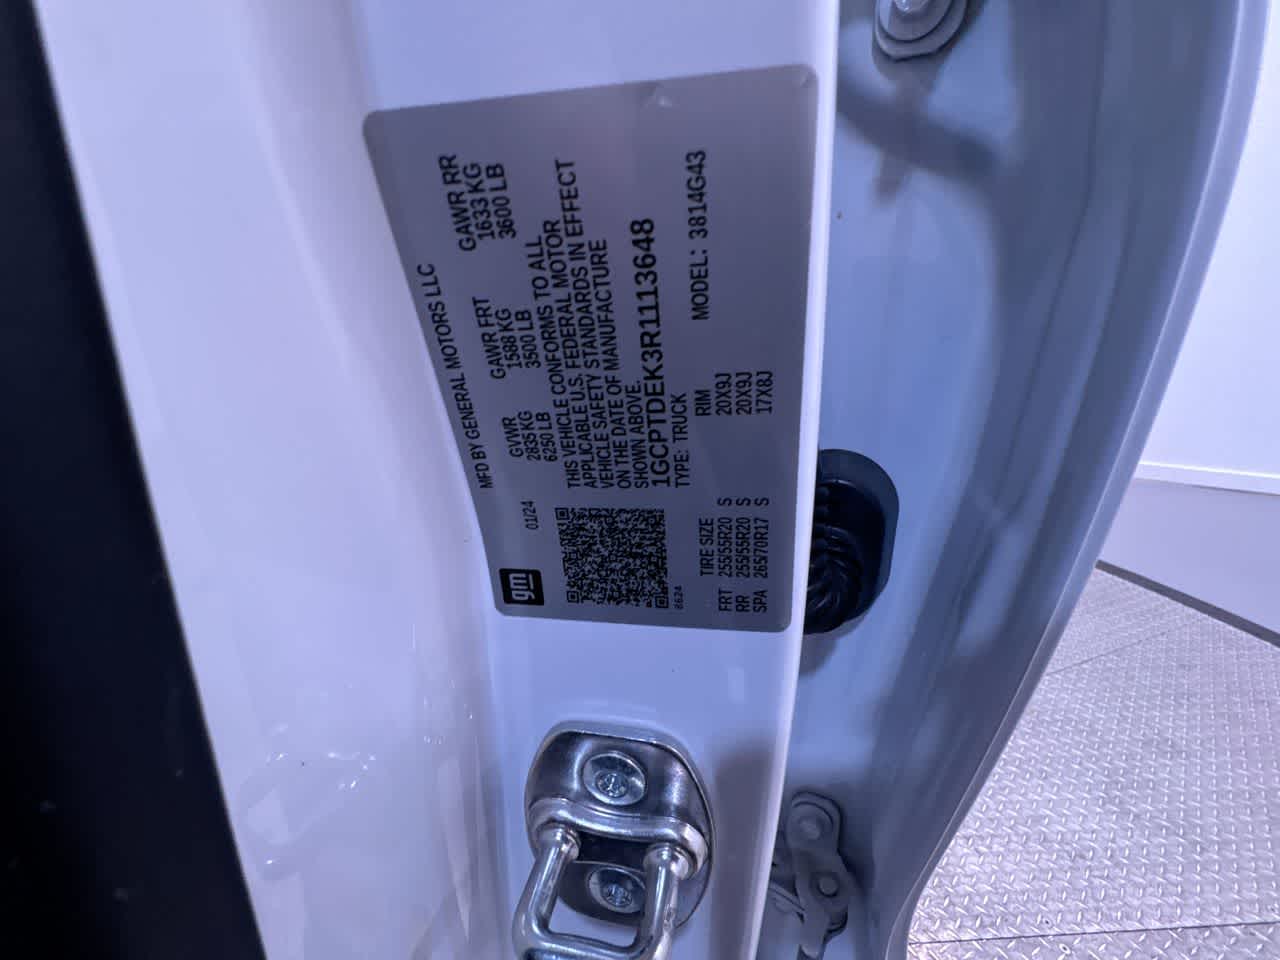 MFD BY GENERAL MOTORS LLC
gm 01/24
GVWR GAWR FRT GAWR RR
2835 KG 1588 KG 1633 KG
6250 LB 3500 LB 3600 LB
THIS VEHICLE CONFORMS TO ALL
APPLICABLE U.S. FEDERAL MOTOR
VEHICLE SAFETY STANDARDS IN EFFECT
ON THE DATE OF MANUFACTURE
SHOWN ABOVE.
1GCPTDEK3R1113648
8624 TYPE: TRUCK MODEL: 3814G43
TIRE SIZE RIM
FRT 255/55R20 S 20X9J
RR 255/55R20 S 20X9J
SPA 265/70R17 S 17X8J